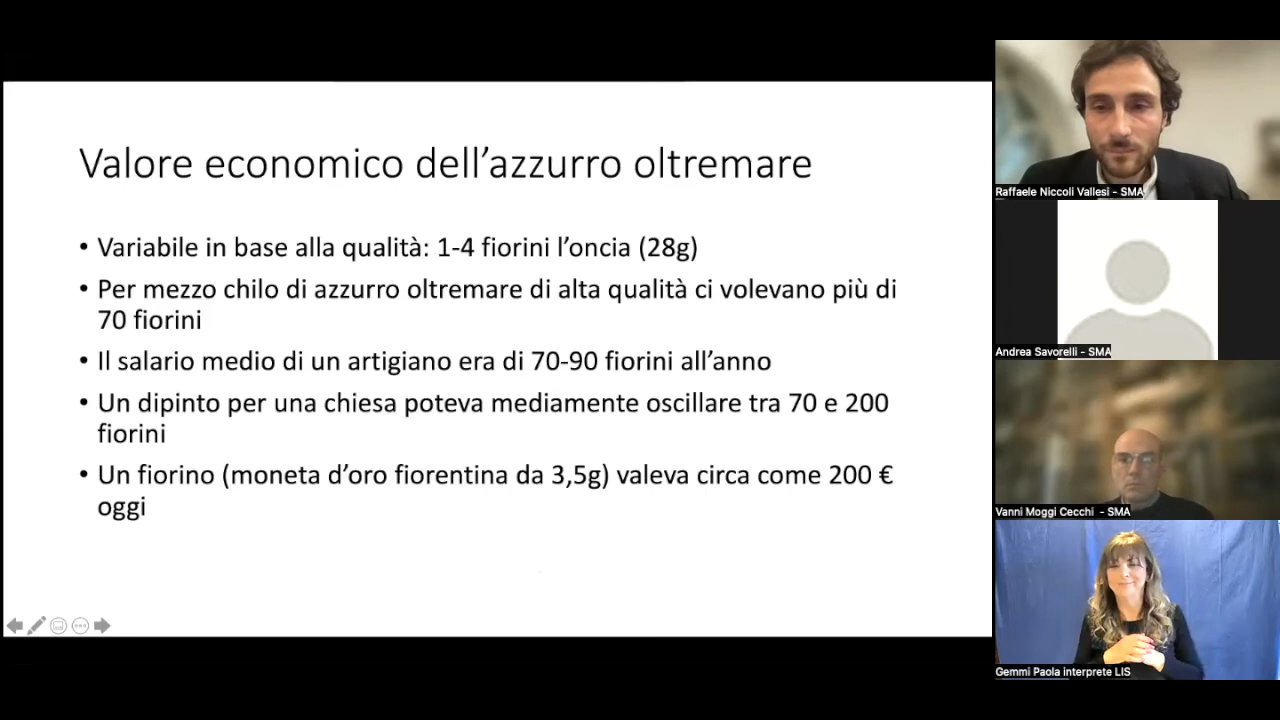 Valore economico dell’azzurro oltremare
• Variabile in base alla qualità: 1-4 fiorini l’oncia (28g)
• Per mezzo chilo di azzurro oltremare di alta qualità ci volevano più di
70 fiorini
• Il salario medio di un artigiano era di 70-90 fiorini all’anno
• Un dipinto per una chiesa poteva mediamente oscillare tra 70 e 200
fiorini
• Un fiorino (moneta d’oro fiorentina da 3,5g) valeva circa come 200 €
oggi
Raffaele Niccoli Vallesi - SMA
Andrea Savorelli - SMA
Vanni Moggi Cecchi - SMA
Gemmi Paola interprete LIS